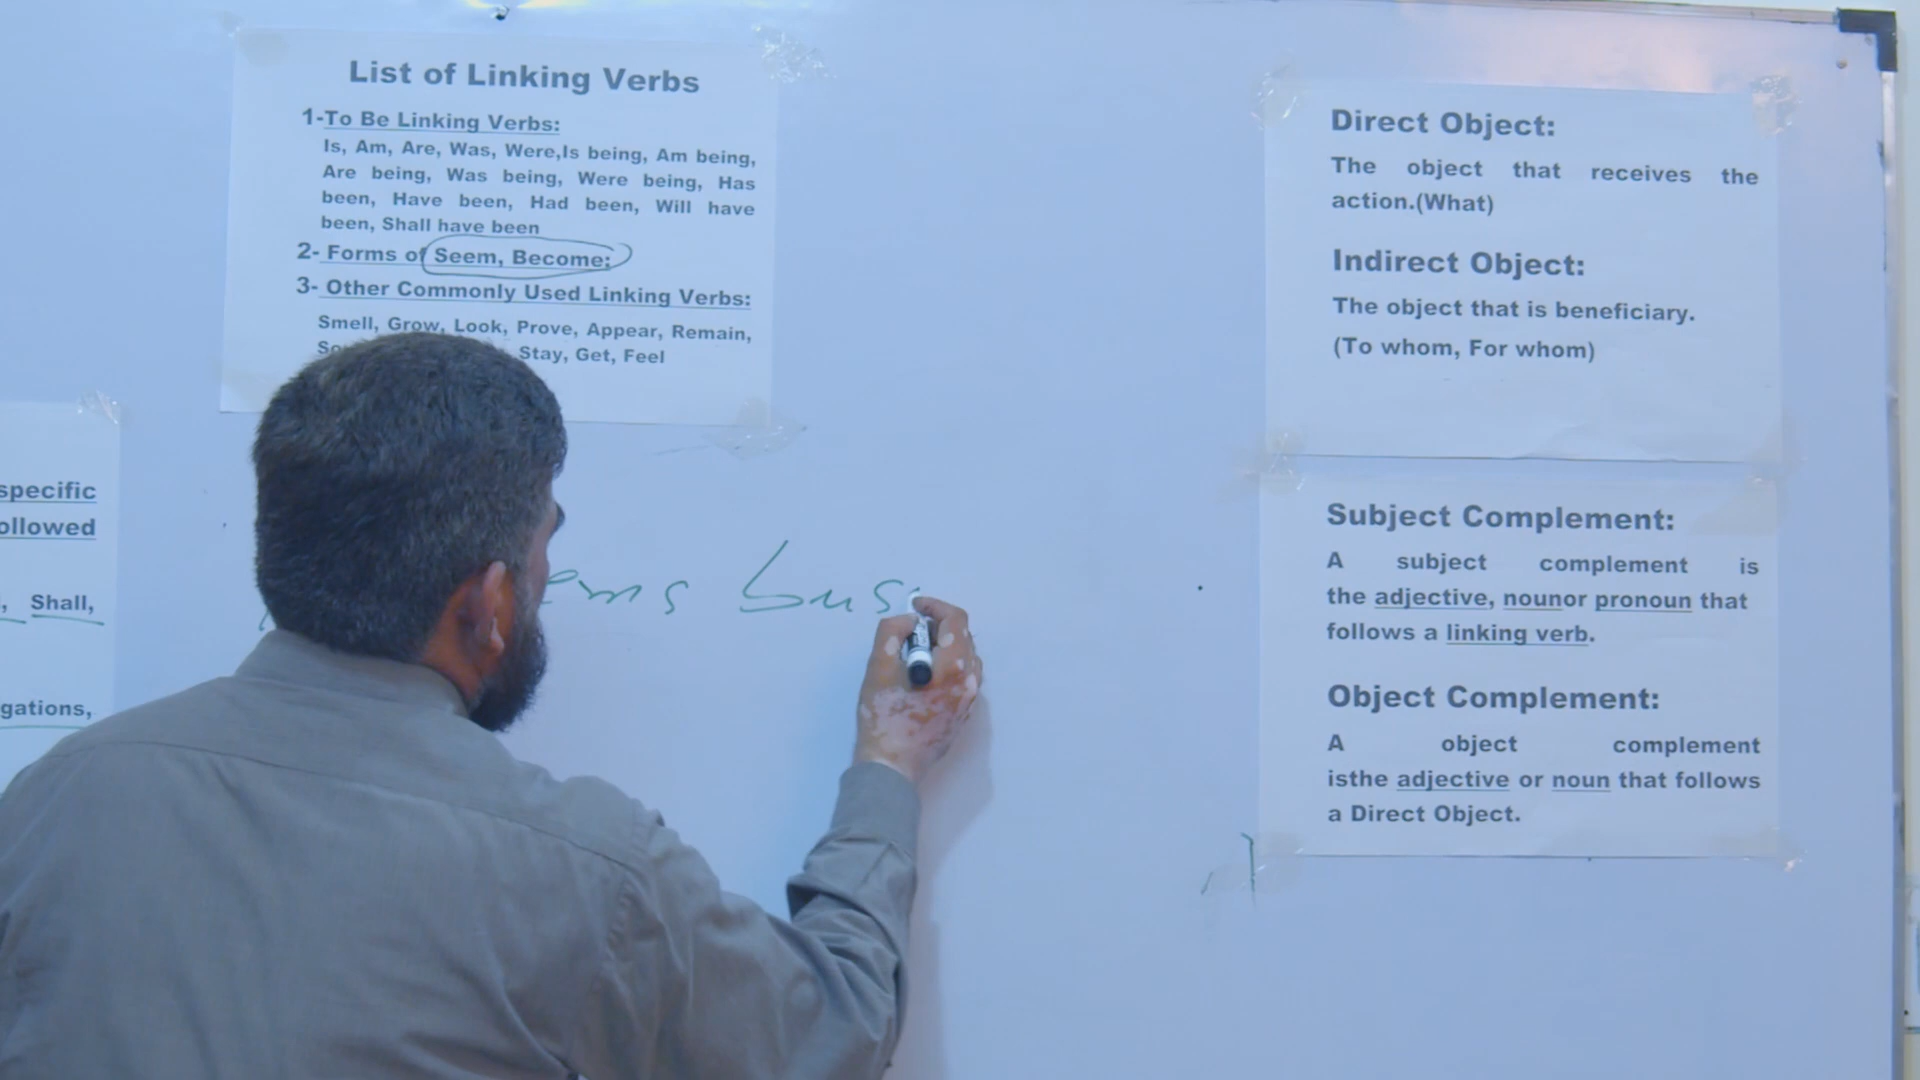 List of Linking Verbs
1-To Be Linking Verbs:
Is, Am, Are, Was, Were,Is being, Am being,
Are being, Was being, Were being, Has
been, Have been, Had been, Will have
been, Shall have been
2- Forms of Seem, Become:
3- Other Commonly Used Linking Verbs:
Smell, Grow, Look, Prove, Appear, Remain,
Stay, Get, Feel
specific
ollowed
, Shall,
gations,
ems bus
Direct Object:
The object that receives the
action.(What)
Indirect Object:
The object that is beneficiary.
(To whom, For whom)
Subject Complement:
A subject complement is
the adjective, nounor pronoun that
follows a linking verb.
Object Complement:
A object complement
isthe adjective or noun that follows
a Direct Object.